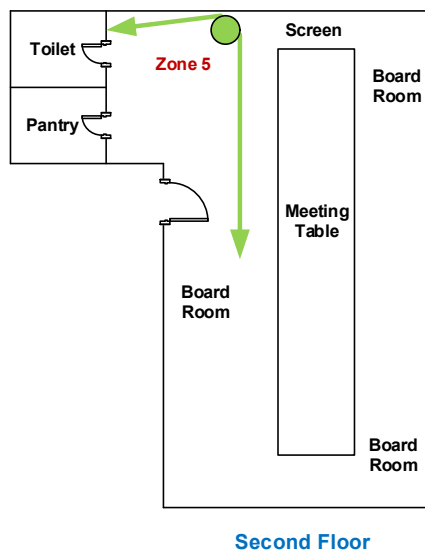 Screen
Toilet
Zone 5
Board
Room
Pantry
Meeting
Table
Board
Room
Board
Room
Second Floor